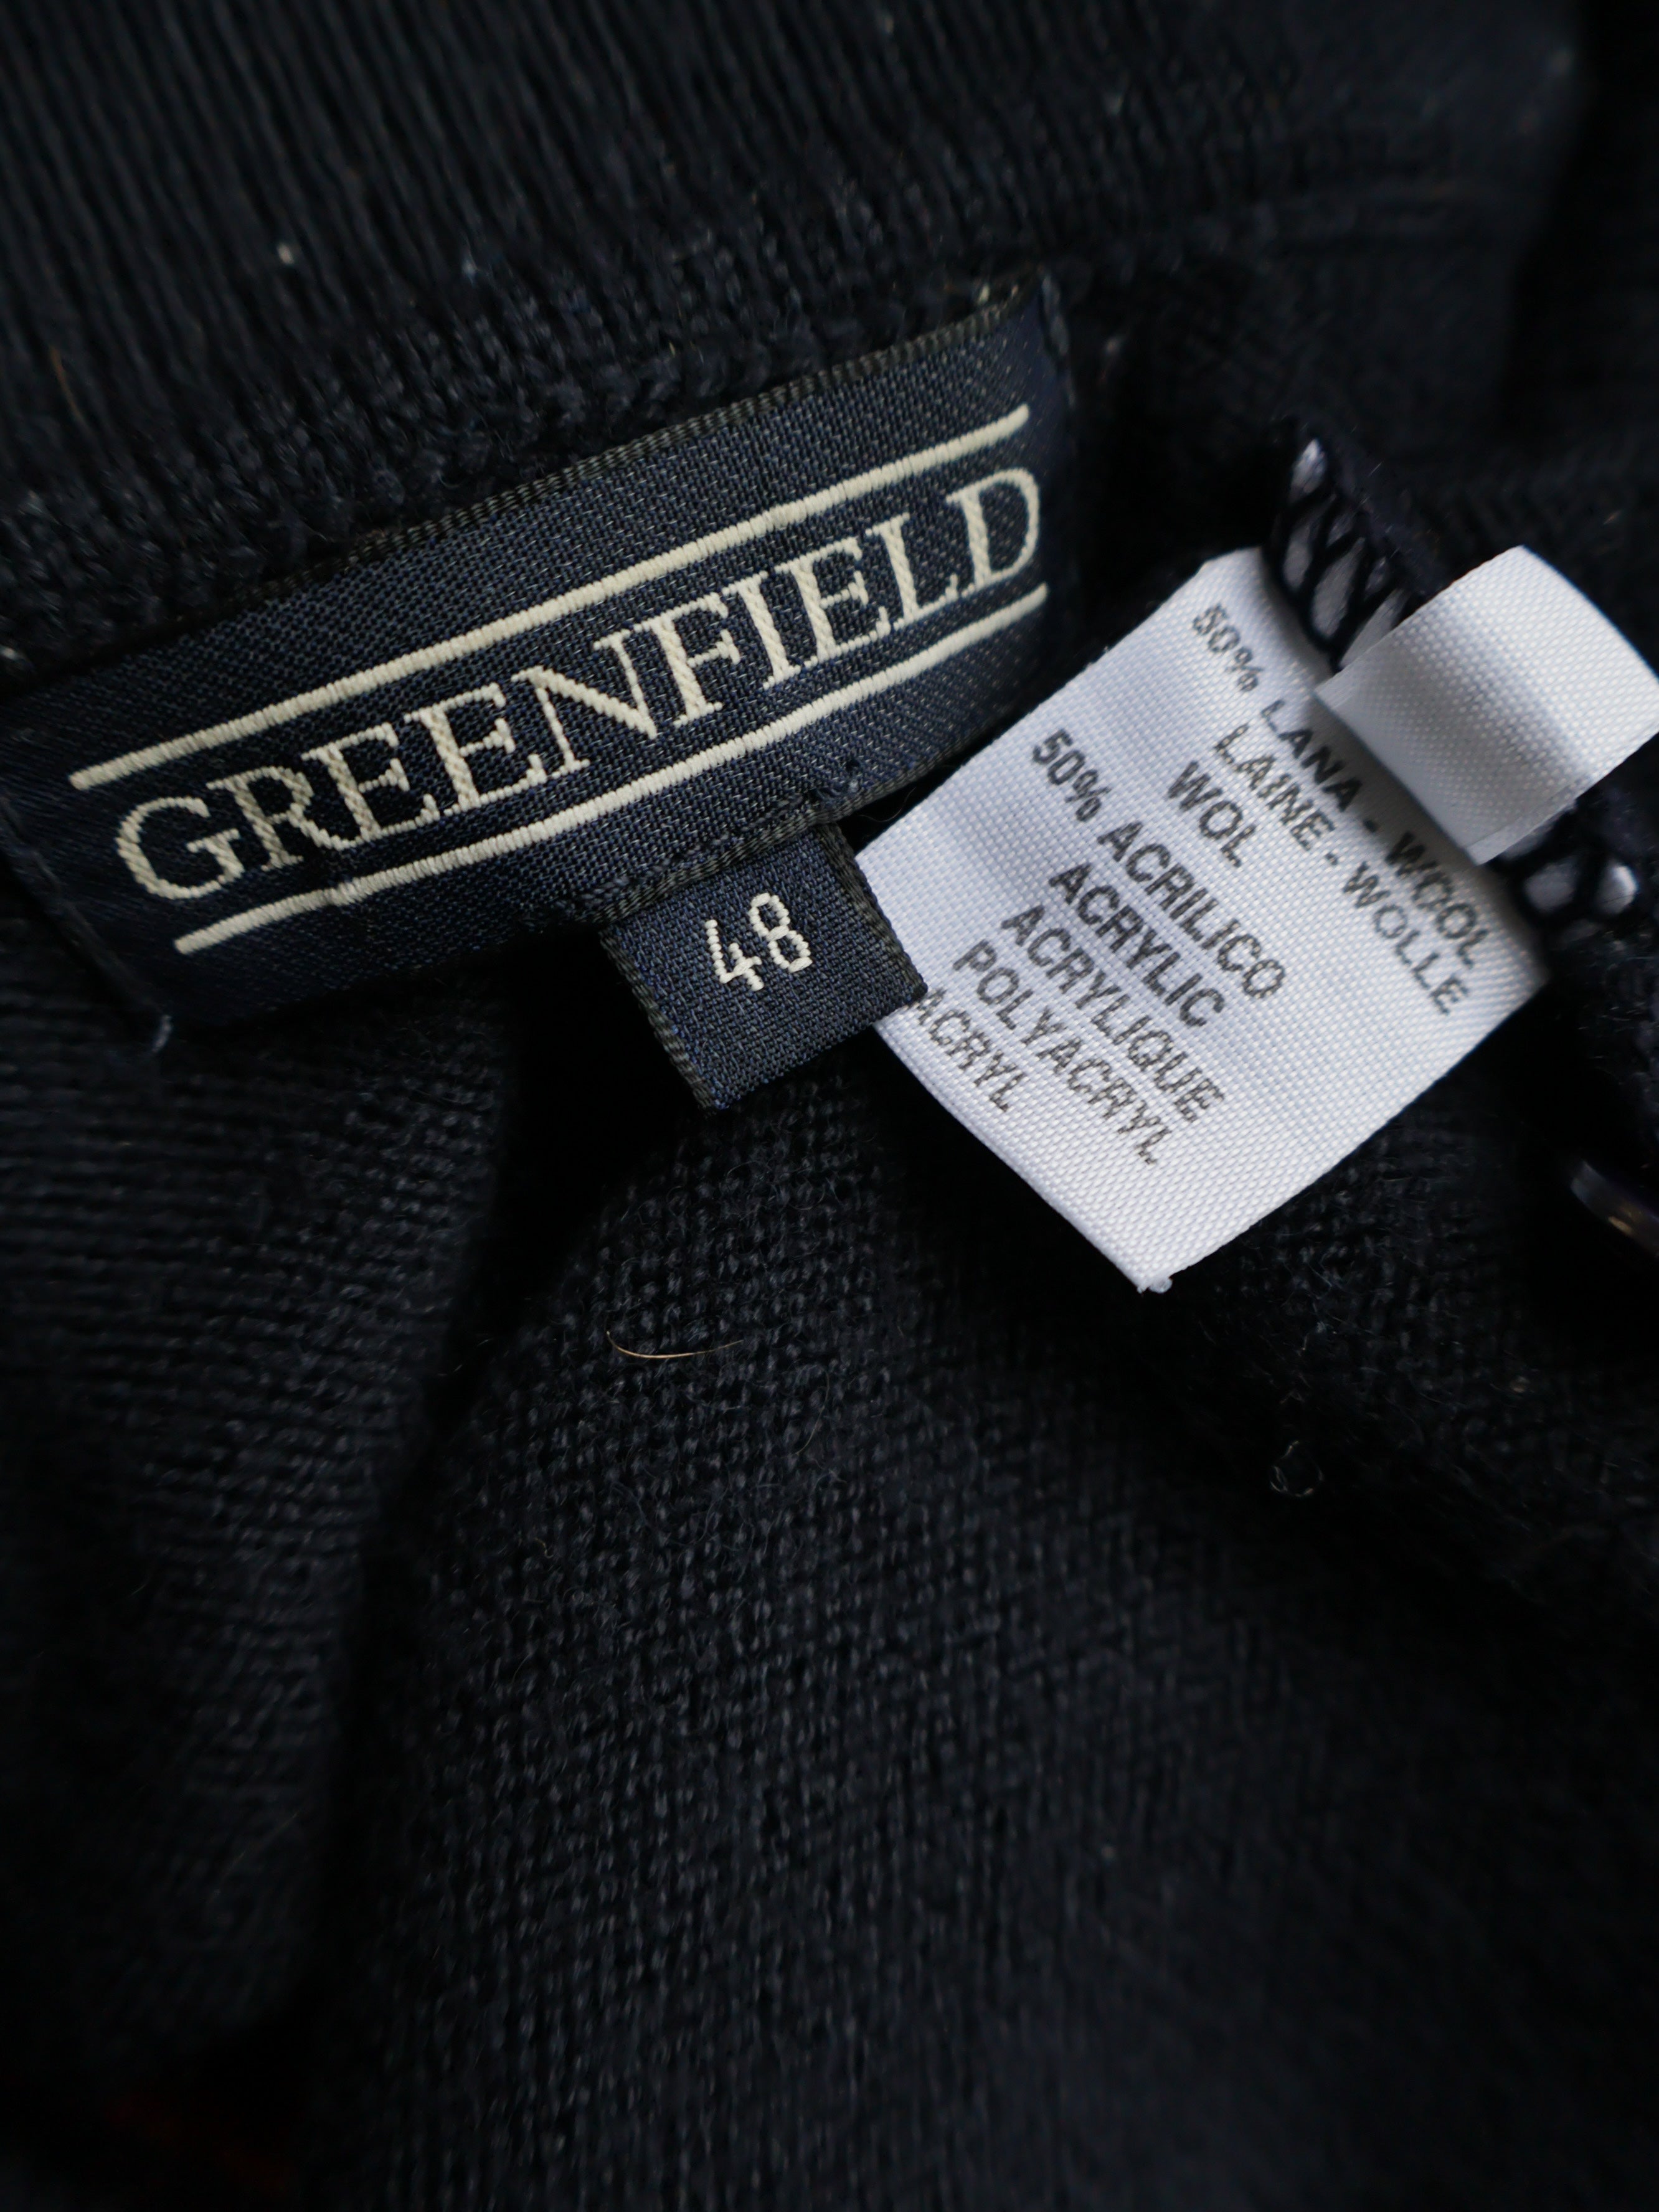 GREENFIELD
48
50% LANA - WOOL
LAINE - WOLLE
WOL
50% ACRILICO
ACRYLIC
ACRYLIQUE
POLYACRYL
ACRYL